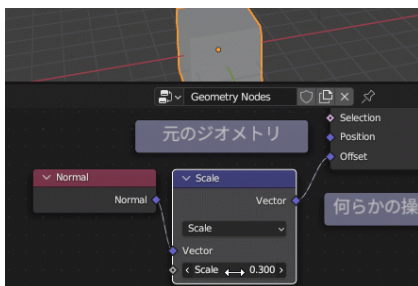 Geometry Nodes
元のジオメトリ
Selection
Position
Offset
Normal
Normal
Scale
Vector
Scale
Vector
Scale 0.300
何らかの操